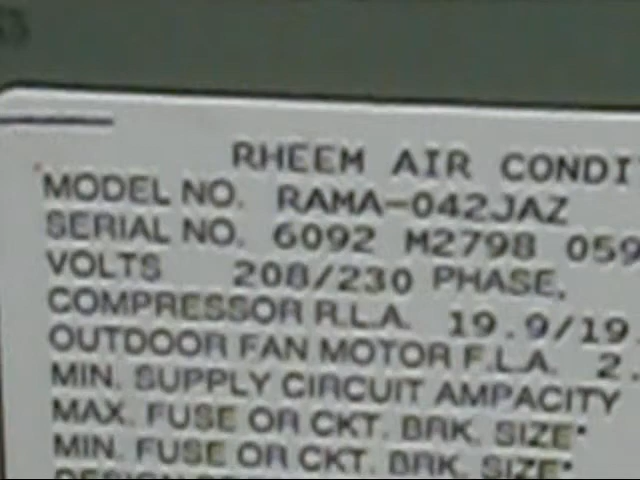 RHEEM AIR CONDI
MODEL NO. RAMA-042JAZ
SERIAL NO. 6092 M2798 059
VOLTS 208/230 PHASE.
COMPRESSOR R.L.A. 19.9/19.
OUTDOOR FAN MOTOR F.L.A. 2.
MIN. SUPPLY CIRCUIT AMPACITY
MAX. FUSE OR CKT. BRK. SIZE*
MIN. FUSE OR CKT. BRK. SIZE*